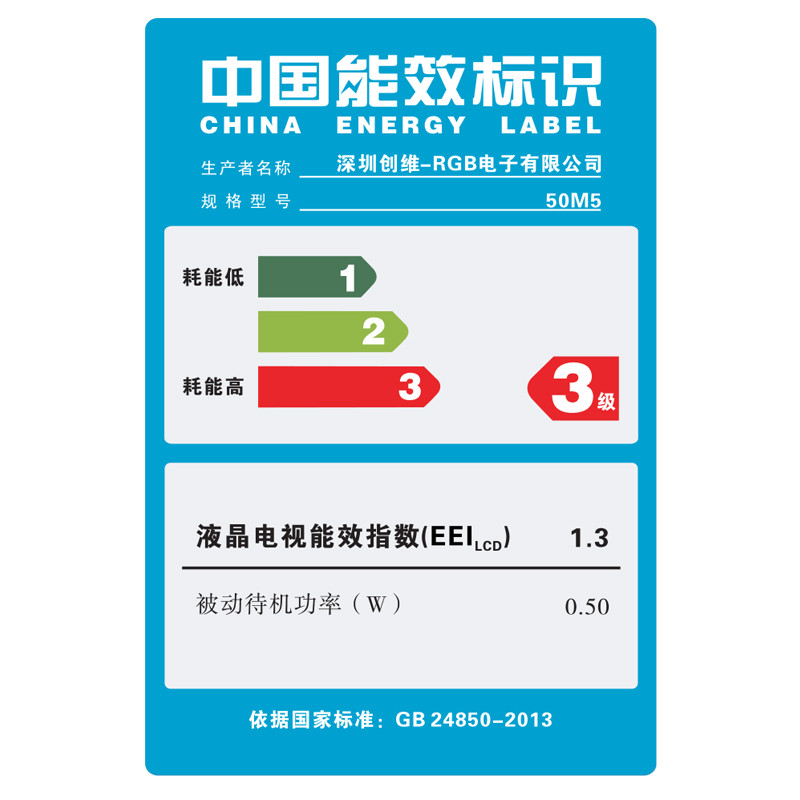 中国能效标识
CHINA ENERGY LABEL
生产者名称 深圳创维-RGB电子有限公司
规格型号 50M5
耗能低 1
2
耗能高 3
3级
液晶电视能效指数(EEI LCD) 1.3
被动待机功率(W) 0.50
依据国家标准：GB 24850-2013